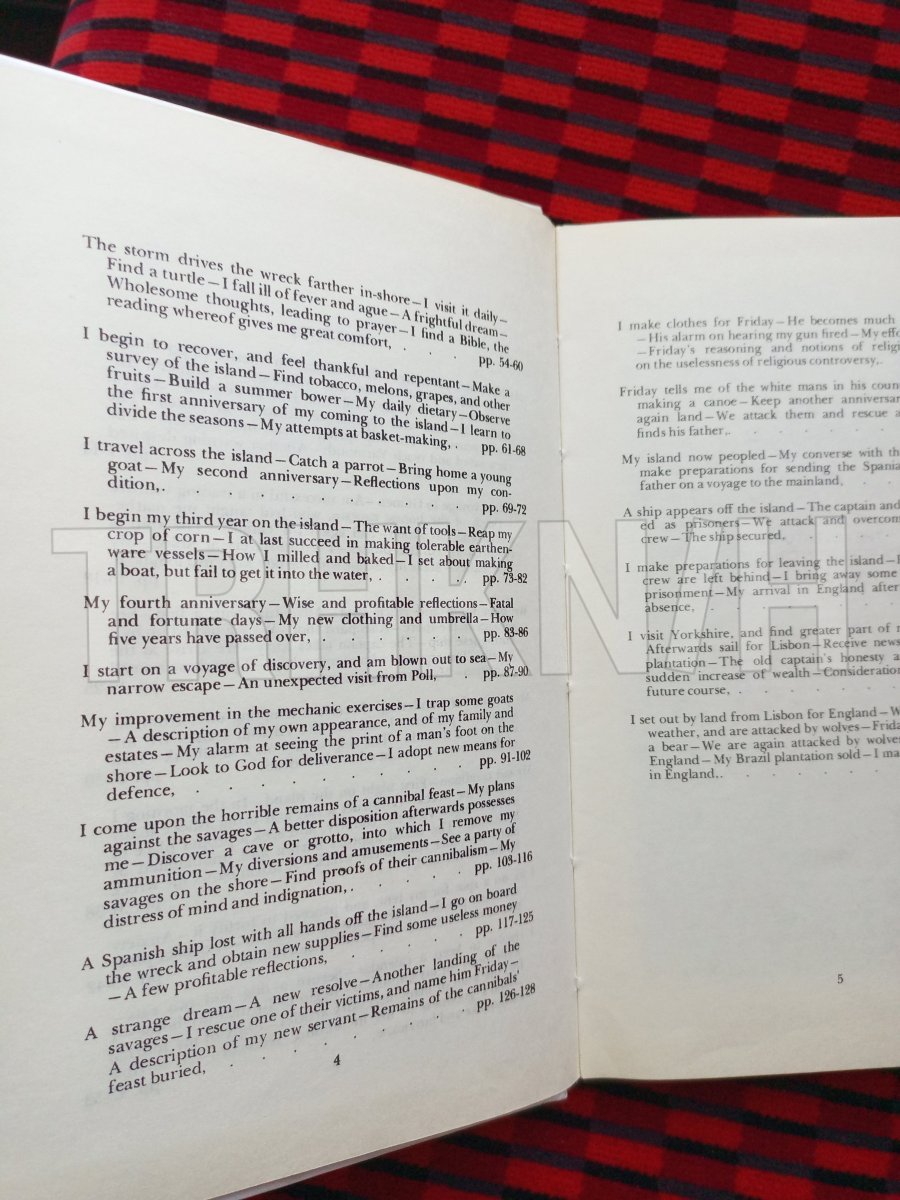 The storm drives the wreck farther in-shore—I visit it daily—
Find a turtle—I fall ill of fever and ague—A frightful dream—
Wholesome thoughts, leading to prayer—I find a Bible, the
reading whereof gives me great comfort, . . . pp. 54-60
I begin to recover, and feel thankful and repentant—Make a
survey of the island—Find tobacco, melons, grapes, and other
fruits—Build a summer bower—My daily dietary—Observe
the first anniversary of my coming to the island—I learn to
divide the seasons—My attempts at basket-making, . pp. 61-68
I travel across the island—Catch a parrot—Bring home a young
goat—My second anniversary—Reflections upon my con-
dition, . . . . . . . . . pp. 69-72
I begin my third year on the island—The want of tools—Reap my
crop of corn—I at last succeed in making tolerable earthen-
ware vessels—How I milled and baked—I set about making
a boat, but fail to get it into the water, . . . . pp. 73-82
My fourth anniversary—Wise and profitable reflections—Fatal
and fortunate days—My new clothing and umbrella—How
five years have passed over, . . . . . . pp. 83-86
I start on a voyage of discovery, and am blown out to sea—My
narrow escape—An unexpected visit from Poll, . pp. 87-90
My improvement in the mechanic exercises—I trap some goats
—A description of my own appearance, and of my family and
estates—My alarm at seeing the print of a man's foot on the
shore—Look to God for deliverance—I adopt new means for
defence, . . . . . . . . pp. 91-102
I come upon the horrible remains of a cannibal feast—My plans
against the savages—A better disposition afterwards possesses
me—Discover a cave or grotto, into which I remove my
ammunition—My diversions and amusements—See a party of
savages on the shore—Find proofs of their cannibalism—My
distress of mind and indignation, . . . . . pp. 103-116
A Spanish ship lost with all hands off the island—I go on board
the wreck and obtain new supplies—Find some useless money
—A few profitable reflections, . . . . . pp. 117-125
A strange dream—A new resolve—Another landing of the
savages—I rescue one of their victims, and name him Friday—
A description of my new servant—Remains of the cannibals'
feast buried, . . . . . . . . pp. 126-128
4
I make clothes for Friday—He becomes much
—His alarm on hearing my gun fired—My
—Friday's reasoning and notions of
on the uselessness of religious controversy, .
Friday tells me of the white mans in his
making a canoe—Keep another
again land—We attack them and rescue
finds his father, . . . . . .
My island now peopled—My converse with
make preparations for sending the
father on a voyage to the mainland, . .
A ship appears off the island—The captain and
ed as prisoners—We attack and
crew—The ship secured, . . . . .
I make preparations for leaving the island—
crew are left behind—I bring away some
prisonment—My arrival in England after
absence, . . . . . . .
I visit Yorkshire, and find greater part of
Afterwards sail for Lisbon—Receive news
plantation—The old captain's honesty
sudden increase of wealth—
future course, . . . . . .
I set out by land from Lisbon for England—
weather, and are attacked by wolves—
a bear—We are again attacked by
England—My Brazil plantation sold—I
in England, . . . . . .
5